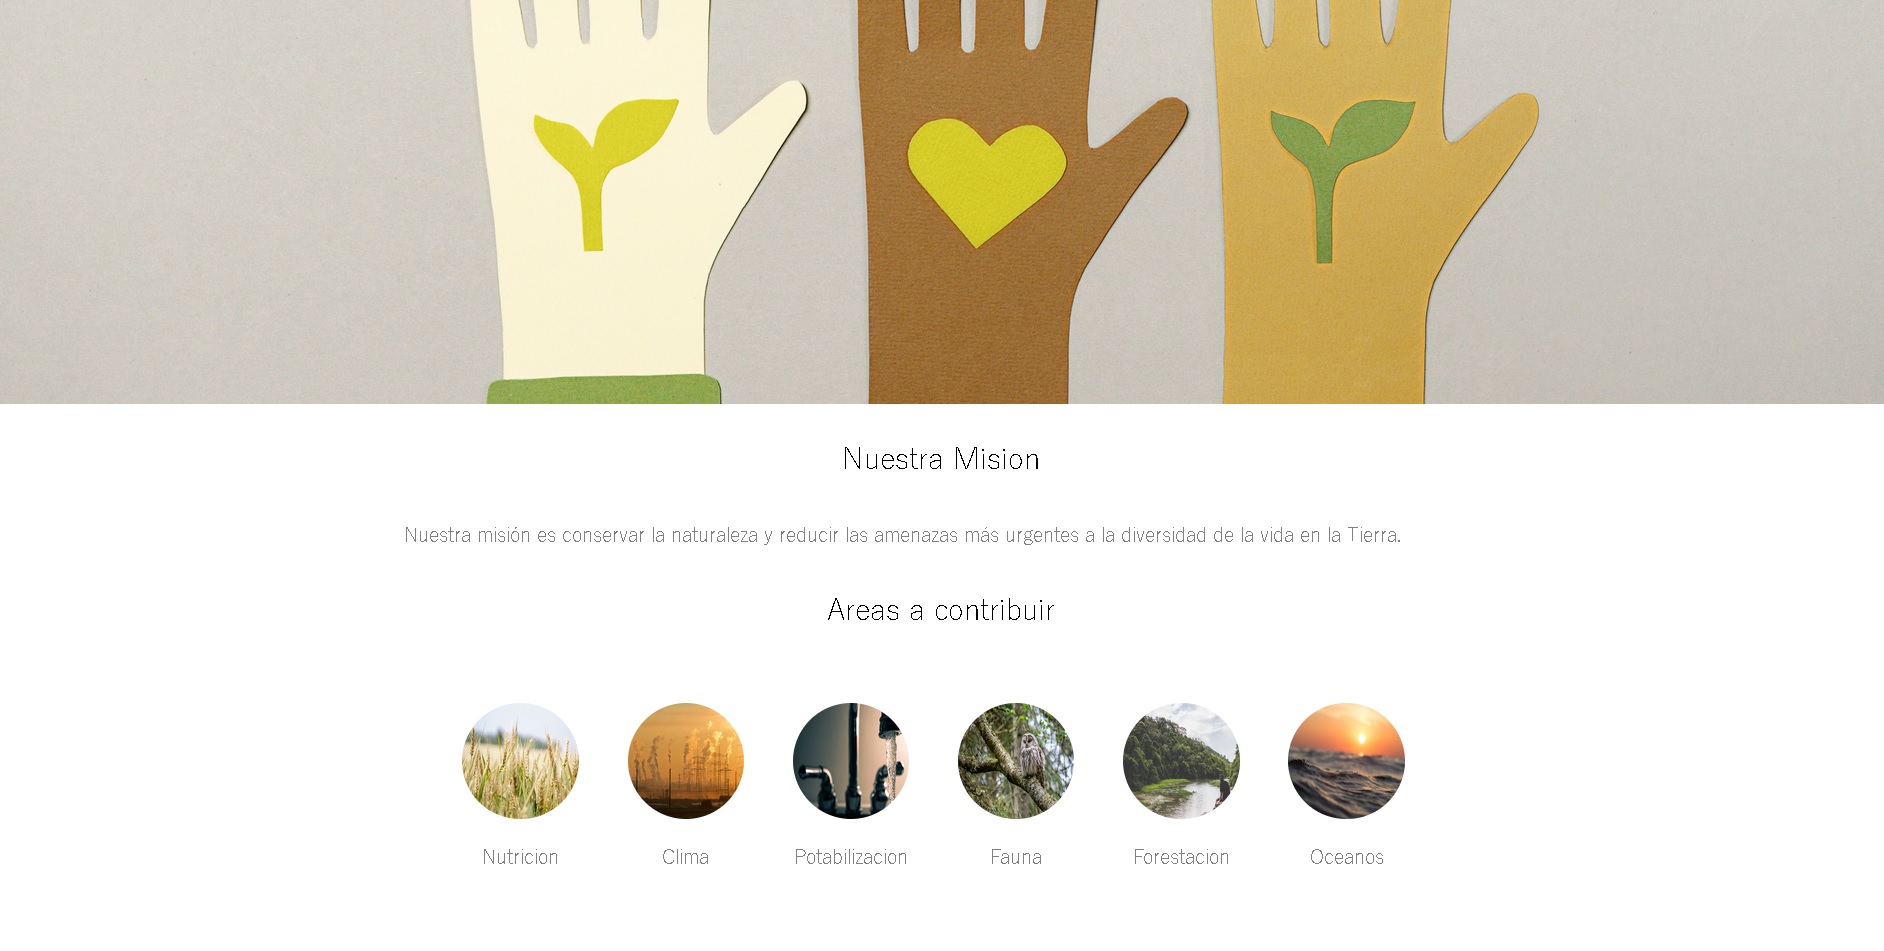 Nuestra Mision
Nuestra misión es conservar la naturaleza y reducir las amenazas más urgentes a la diversidad de la vida en la Tierra.
Areas a contribuir
Nutricion Clima Potabilizacion Fauna Forestacion Oceanos